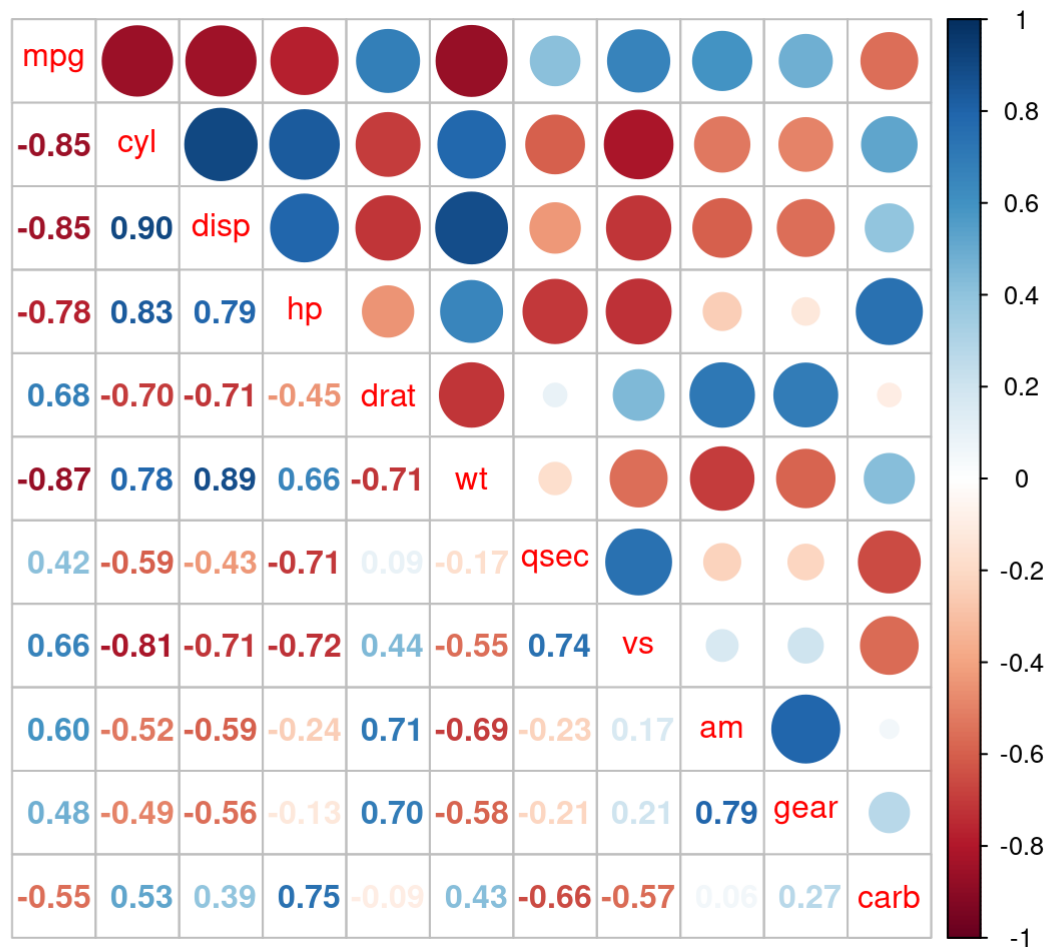 mpg
-0.85 cyl
-0.85 0.90 disp
-0.78 0.83 0.79 hp
0.68 -0.70 -0.71 -0.45 drat
-0.87 0.78 0.89 0.66 -0.71 wt
0.42 -0.59 -0.43 -0.71 0.09 -0.17 qsec
0.66 -0.81 -0.71 -0.72 0.44 -0.55 0.74 vs
0.60 -0.52 -0.59 -0.24 0.71 -0.69 -0.23 0.17 am
0.48 -0.49 -0.56 -0.13 0.70 -0.58 -0.21 0.21 0.79 gear
-0.55 0.53 0.39 0.75 -0.09 0.43 -0.66 -0.57 0.06 0.27 carb
1
0.8
0.6
0.4
0.2
0
-0.2
-0.4
-0.6
-0.8
-1